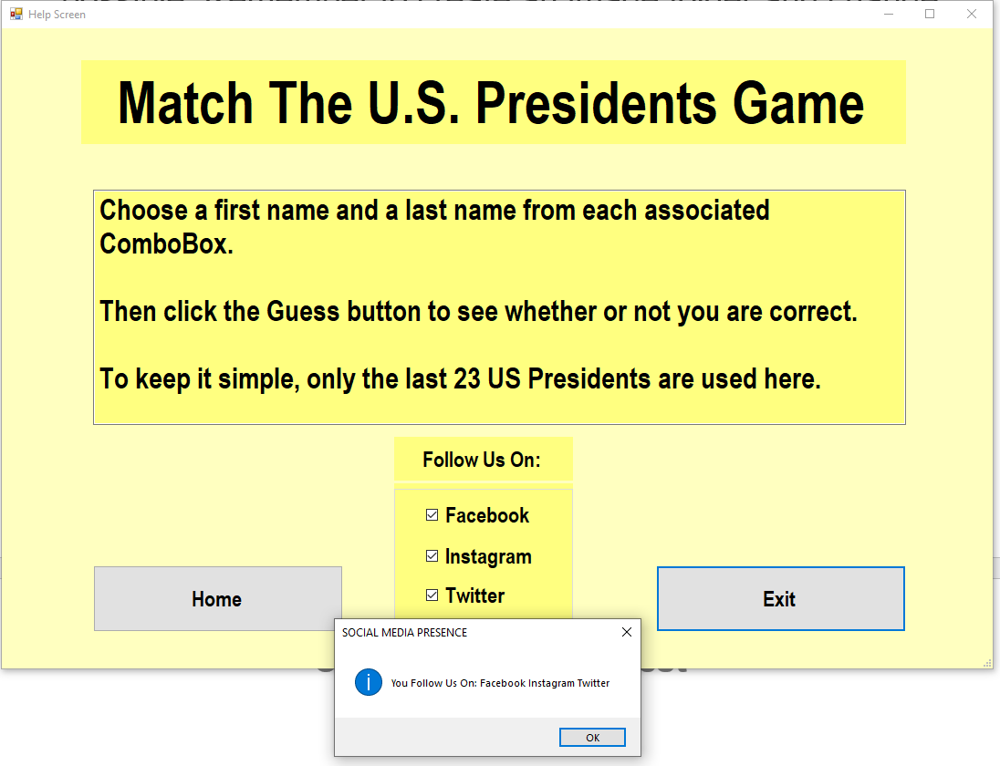 Help Screen
Match The U.S. Presidents Game
Choose a first name and a last name from each associated
ComboBox.
Then click the Guess button to see whether or not you are correct.
To keep it simple, only the last 23 US Presidents are used here.
Follow Us On:
Facebook
Instagram
Twitter
Home
Exit
SOCIAL MEDIA PRESENCE
You Follow Us On: Facebook Instagram Twitter
OK